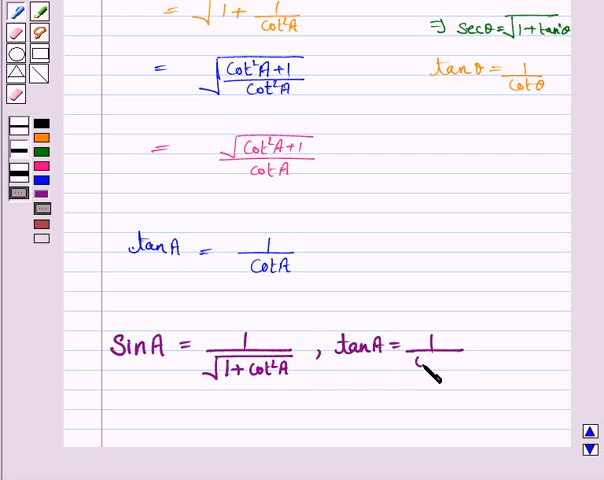 = √1 + 1/cot²A
⇒ secθ = √1 + tan²θ
= √(cot²A + 1)/cot²A
tanθ = 1/cotθ
= √cot²A + 1/cotA
tanA = 1/cotA
SinA = 1/√1 + cot²A , tanA = 1/